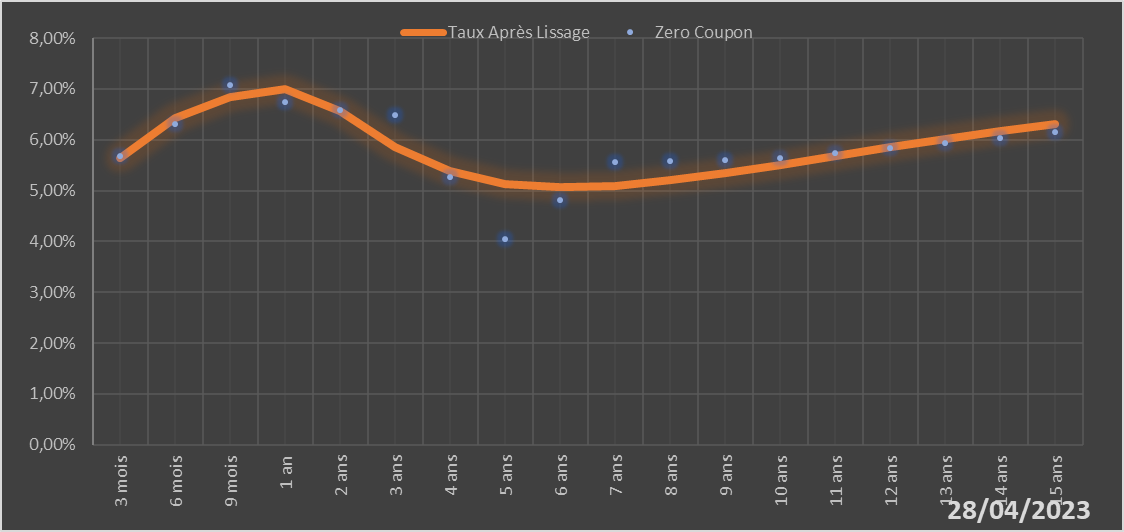 Taux Après Lissage
Zero Coupon
8,00%
7,00%
6,00%
5,00%
4,00%
3,00%
2,00%
1,00%
0,00%
3 mois
6 mois
9 mois
1 an
2 ans
3 ans
4 ans
5 ans
6 ans
7 ans
8 ans
9 ans
10 ans
11 ans
12 ans
13 ans
14 ans
15 ans
28/04/2023